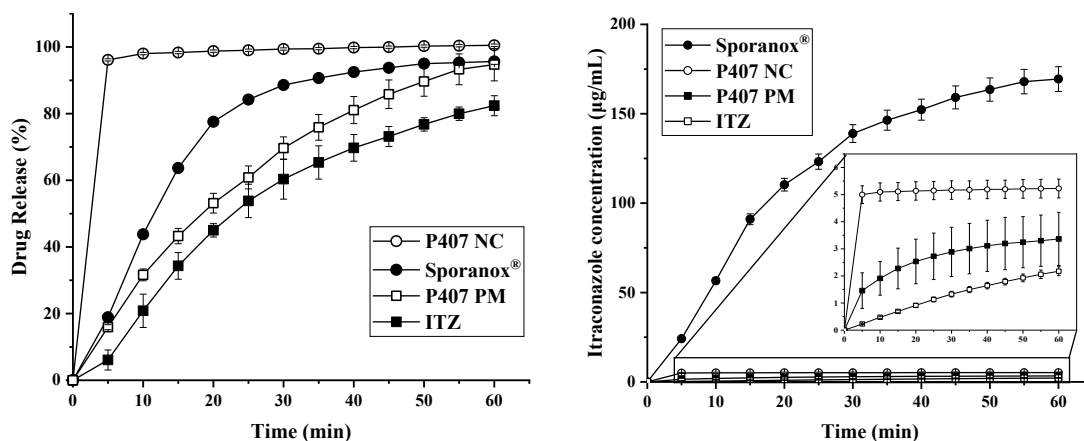 Drug Release (%)
100
80
60
40
20
0
P407 NC
Sporanox®
P407 PM
ITZ
0 10 20 30 40 50 60
Time (min)
Itraconazole concentration (µg/mL)
200
150
100
50
0
Sporanox®
P407 NC
P407 PM
ITZ
6
5
4
3
2
1
0
0 10 20 30 40 50 60
0 10 20 30 40 50 60
Time (min)